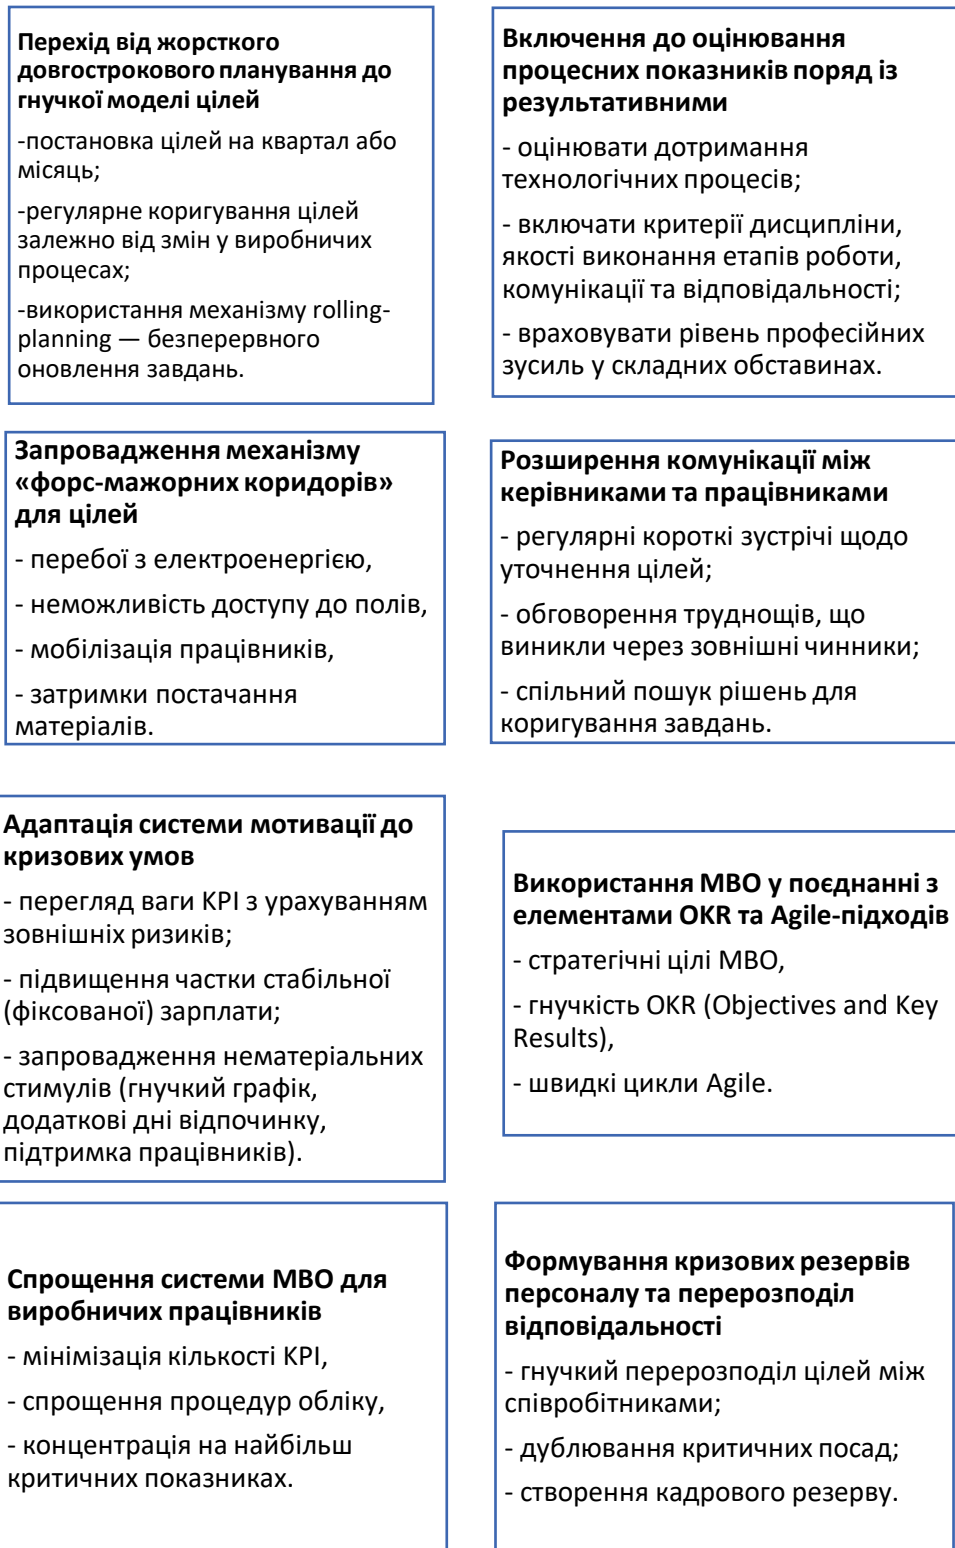 Перехід від жорсткого
довгострокового планування до
гнучкої моделі цілей
-постановка цілей на квартал або
місяць;
-регулярне коригування цілей
залежно від змін у виробничих
процесах;
-використання механізму rolling-
planning — безперервного
оновлення завдань.
Включення до оцінювання
процесних показників поряд із
результативними
- оцінювати дотримання
технологічних процесів;
- включати критерії дисципліни,
якості виконання етапів роботи,
комунікації та відповідальності;
- враховувати рівень професійних
зусиль у складних обставинах.
Запровадження механізму
«форс-мажорних коридорів»
для цілей
- перебої з електроенергією,
- неможливість доступу до полів,
- мобілізація працівників,
- затримки постачання
матеріалів.
Розширення комунікації між
керівниками та працівниками
- регулярні короткі зустрічі щодо
уточнення цілей;
- обговорення труднощів, що
виникли через зовнішні чинники;
- спільний пошук рішень для
коригування завдань.
Адаптація системи мотивації до
кризових умов
- перегляд ваги KPI з урахуванням
зовнішніх ризиків;
- підвищення частки стабільної
(фіксованої) зарплати;
- запровадження нематеріальних
стимулів (гнучкий графік,
додаткові дні відпочинку,
підтримка працівників).
Використання МВО у поєднанні з
елементами OKR та Agile-підходів
- стратегічні цілі МВО,
- гнучкість OKR (Objectives and Key
Results),
- швидкі цикли Agile.
Спрощення системи МВО для
виробничих працівників
- мінімізація кількості KPI,
- спрощення процедур обліку,
- концентрація на найбільш
критичних показниках.
Формування кризових резервів
персоналу та перерозподіл
відповідальності
- гнучкий перерозподіл цілей між
співробітниками;
- дублювання критичних посад;
- створення кадрового резерву.